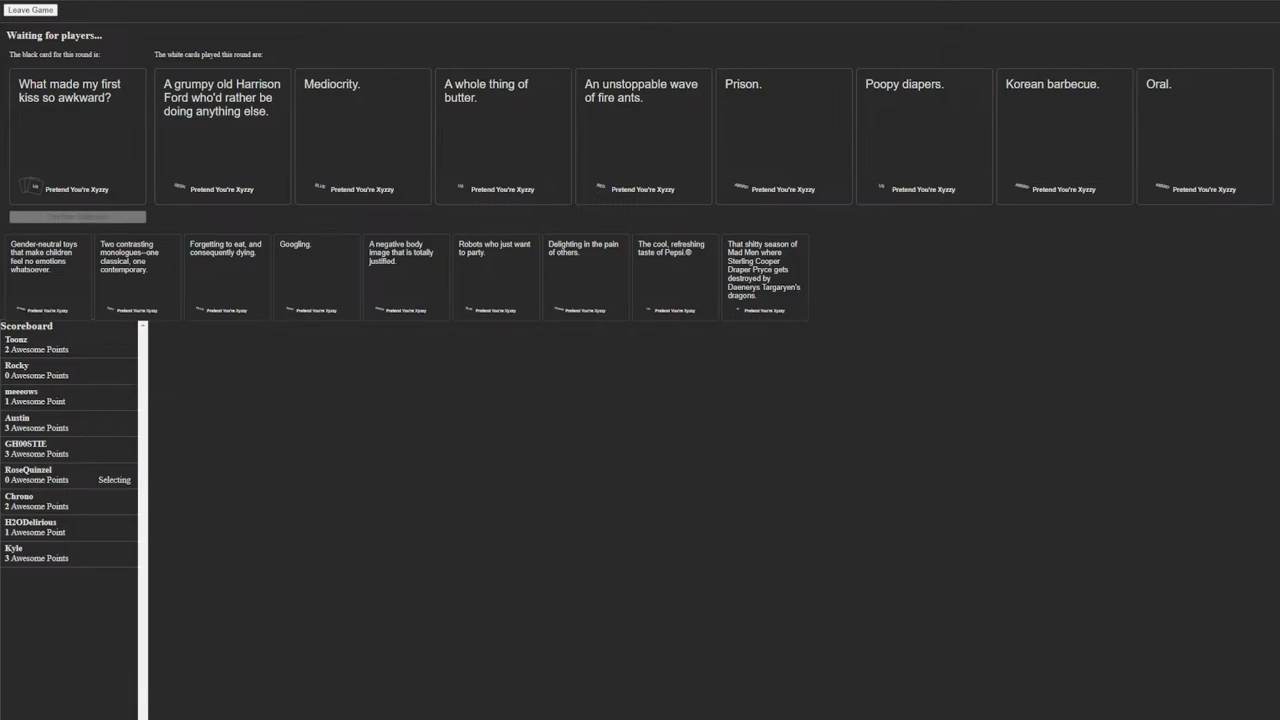 Leave Game
Waiting for players...
The black card for this round is:
The white cards played this round are:
What made my first
kiss so awkward?
US
Pretend You're Xyzzy
A grumpy old Harrison
Ford who'd rather be
doing anything else.
Pretend You're Xyzzy
Mediocrity.
BLUE
Pretend You're Xyzzy
A whole thing of
butter.
US
Pretend You're Xyzzy
An unstoppable wave
of fire ants.
RED
Pretend You're Xyzzy
Prison.
Pretend You're Xyzzy
Poopy diapers.
US
Pretend You're Xyzzy
Korean barbecue.
Pretend You're Xyzzy
Oral.
Pretend You're Xyzzy
Gender-neutral toys
that make children
feel no emotions
whatsoever.
Pretend You're Xyzzy
Two contrasting
monologues--one
classical, one
contemporary.
Pretend You're Xyzzy
Forgetting to eat, and
consequently dying.
Pretend You're Xyzzy
Googling.
Pretend You're Xyzzy
A negative body
image that is totally
justified.
Pretend You're Xyzzy
Robots who just want
to party.
Pretend You're Xyzzy
Delighting in the pain
of others.
Pretend You're Xyzzy
The cool, refreshing
taste of Pepsi.®
Pretend You're Xyzzy
That shitty season of
Mad Men where
Sterling Cooper
Draper Pryce gets
destroyed by
Daenerys Targaryen's
dragons.
Pretend You're Xyzzy
Scoreboard
Toonz
2 Awesome Points
Rocky
0 Awesome Points
meeeows
1 Awesome Point
Austin
3 Awesome Points
GH00STIE
3 Awesome Points
RoseQuinzel
0 Awesome Points Selecting
Chrono
2 Awesome Points
H2ODelirious
1 Awesome Point
Kyle
3 Awesome Points